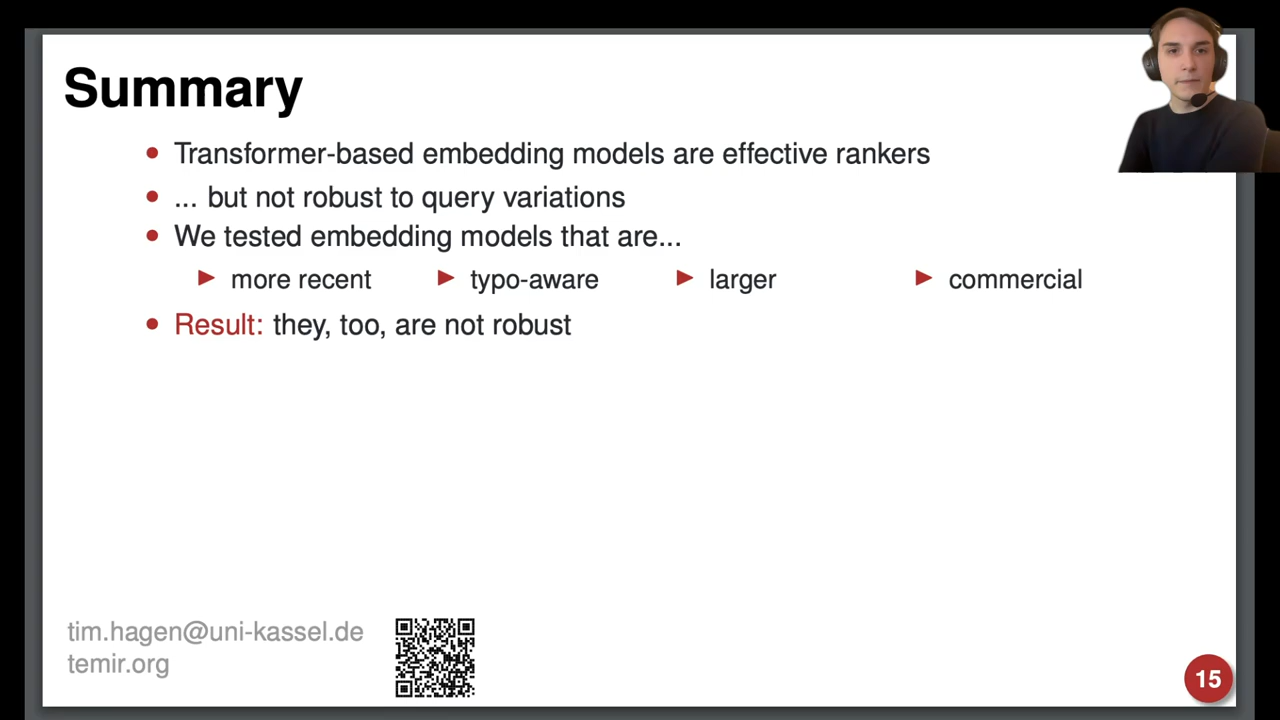 Summary
• Transformer-based embedding models are effective rankers
• ... but not robust to query variations
• We tested embedding models that are...
▶ more recent ▶ typo-aware ▶ larger ▶ commercial
• Result: they, too, are not robust
tim.hagen@uni-kassel.de
temir.org
15